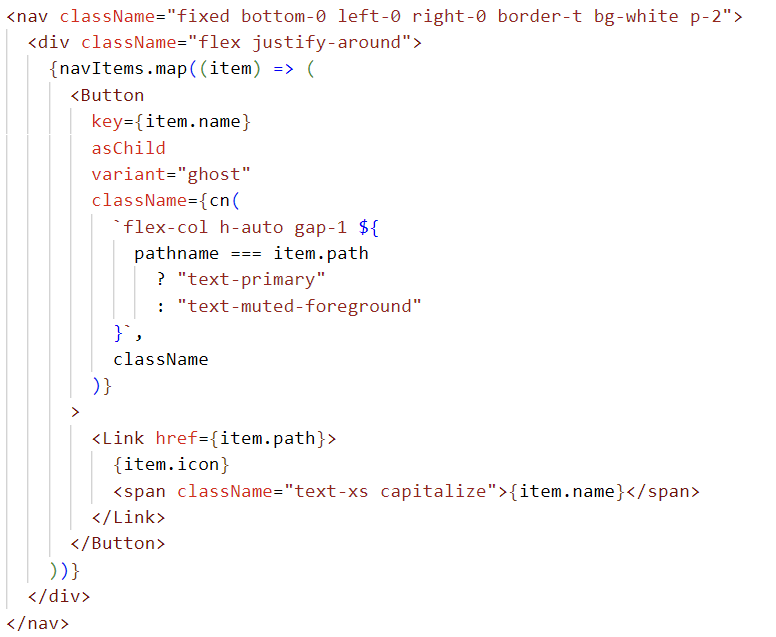 <nav className="fixed bottom-0 left-0 right-0 border-t bg-white p-2">
  <div className="flex justify-around">
    {navItems.map((item) => (
      <Button
        key={item.name}
        asChild
        variant="ghost"
        className={cn(
          `flex-col h-auto gap-1 ${
            pathname === item.path
              ? "text-primary"
              : "text-muted-foreground"
          }`,
          className
        )}
      >
        <Link href={item.path}>
          {item.icon}
          <span className="text-xs capitalize">{item.name}</span>
        </Link>
      </Button>
    ))}
  </div>
</nav>